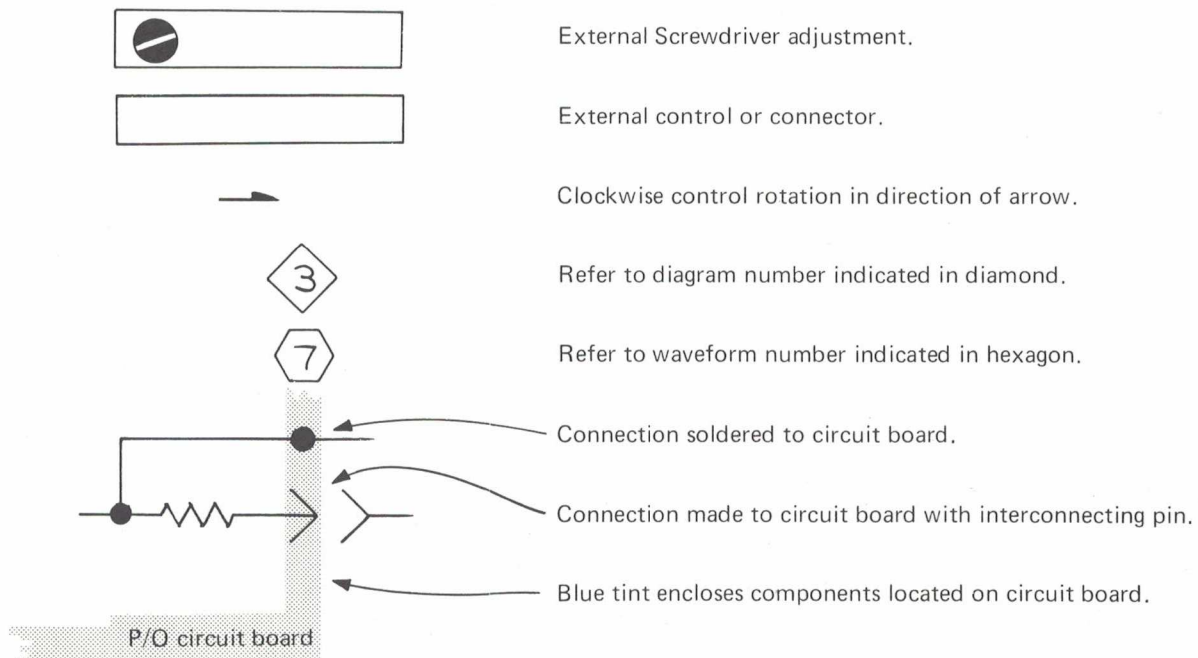 External Screwdriver adjustment.
External control or connector.
Clockwise control rotation in direction of arrow.
3
Refer to diagram number indicated in diamond.
7
Refer to waveform number indicated in hexagon.
Connection soldered to circuit board.
Connection made to circuit board with interconnecting pin.
Blue tint encloses components located on circuit board.
P/O circuit board